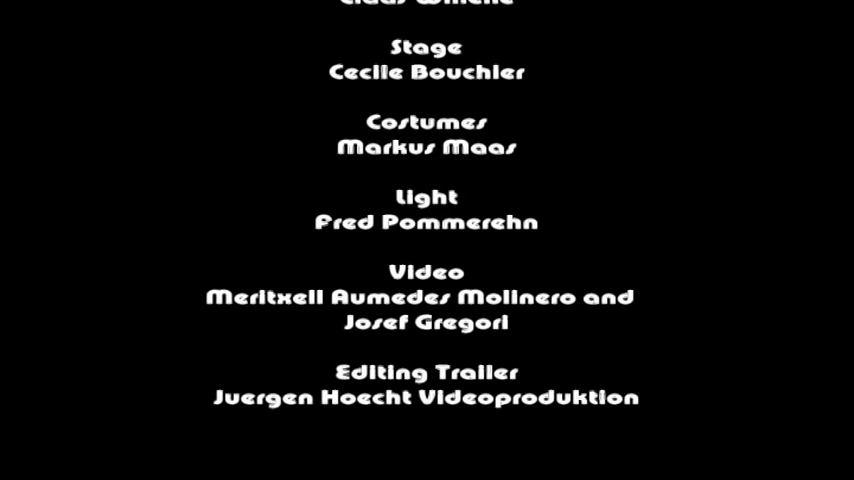 Stage
Cecile Bouchier
Costumes
Markus Maas
Light
Fred Pommerehn
Video
Meritxell Aumedes Molinero and
Josef Gregori
Editing Trailer
Juergen Hoecht Videoproduktion